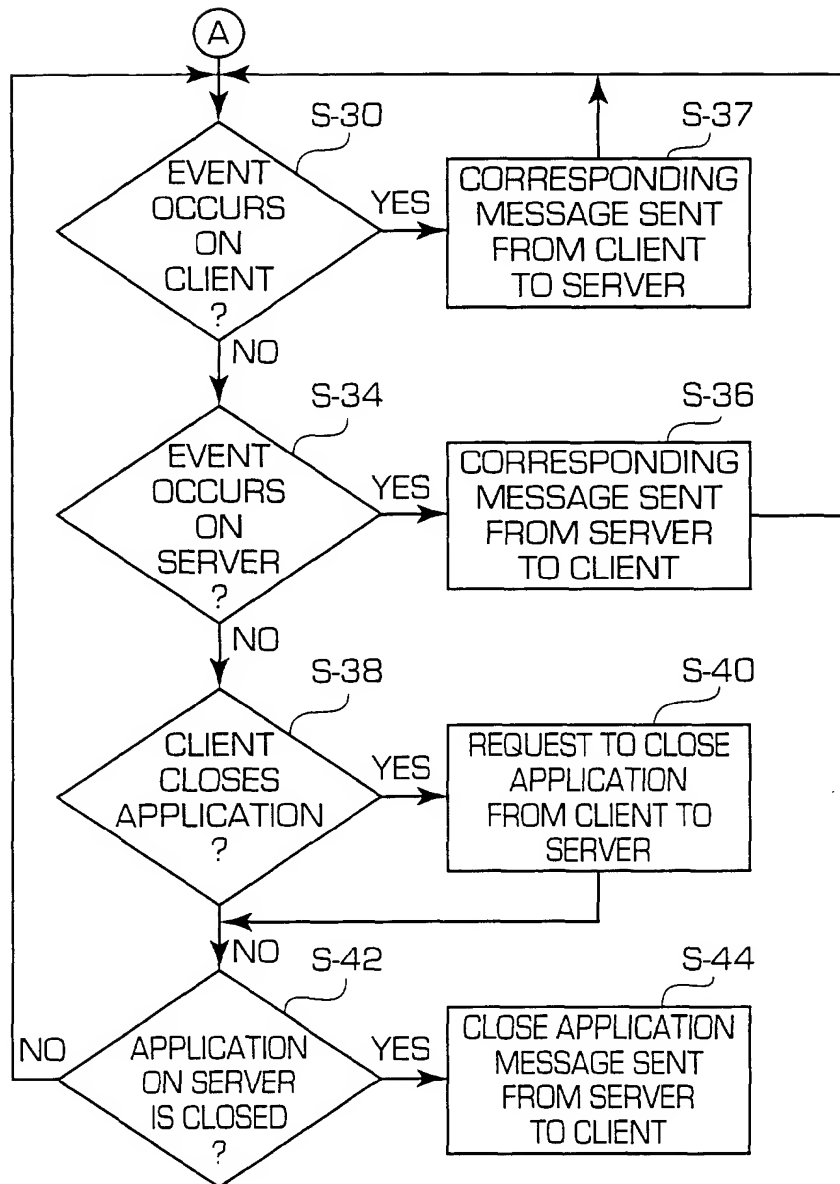 A
S-30
EVENT
OCCURS
ON
CLIENT
?
YES
NO
S-37
CORRESPONDING
MESSAGE SENT
FROM CLIENT
TO SERVER
S-34
EVENT
OCCURS
ON
SERVER
?
YES
NO
S-36
CORRESPONDING
MESSAGE SENT
FROM SERVER
TO CLIENT
S-38
CLIENT
CLOSES
APPLICATION
?
YES
NO
S-40
REQUEST TO CLOSE
APPLICATION
FROM CLIENT TO
SERVER
S-42
APPLICATION
ON SERVER
IS CLOSED
?
NO
YES
S-44
CLOSE APPLICATION
MESSAGE SENT
FROM SERVER
TO CLIENT